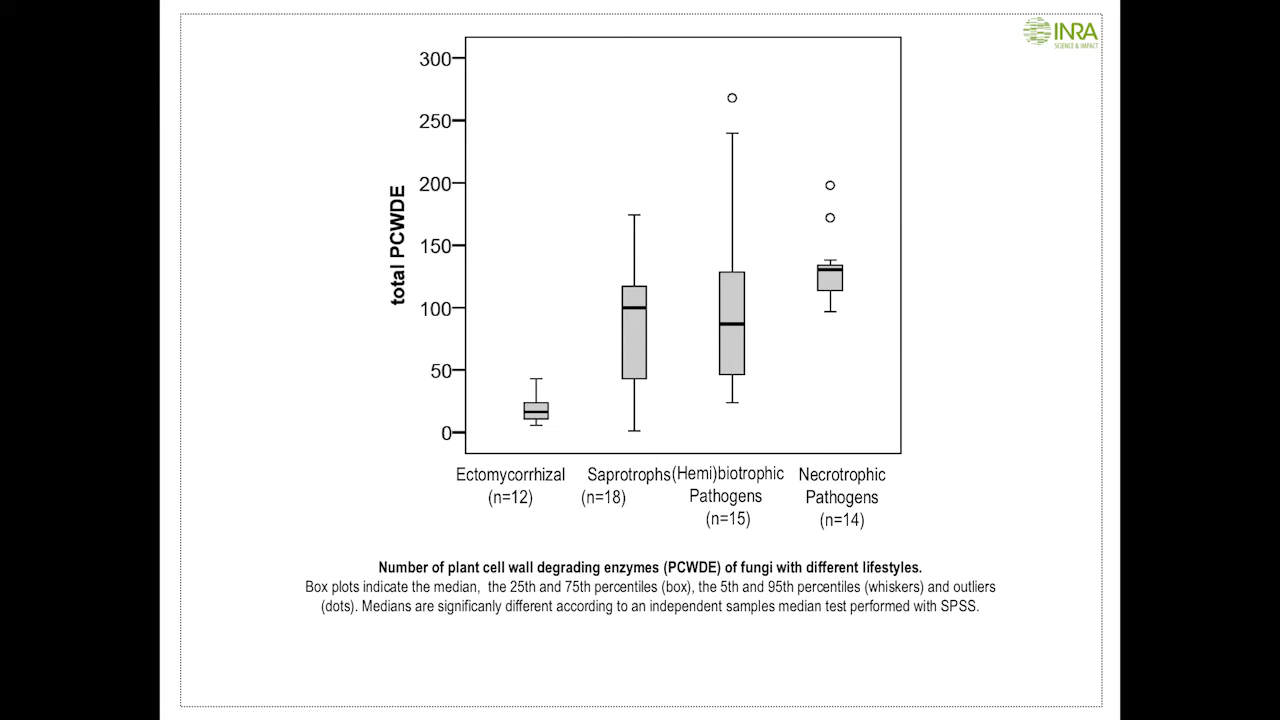 INRA
SCIENCE & IMPACT
300
250
200
150
100
50
0
total PCWDE
Ectomycorrhizal
(n=12)
Saprotrophs
(n=18)
(Hemi)biotrophic
Pathogens
(n=15)
Necrotrophic
Pathogens
(n=14)
Number of plant cell wall degrading enzymes (PCWDE) of fungi with different lifestyles.
Box plots indicate the median, the 25th and 75th percentiles (box), the 5th and 95th percentiles (whiskers) and outliers
(dots). Medians are significanly different according to an independent samples median test performed with SPSS.